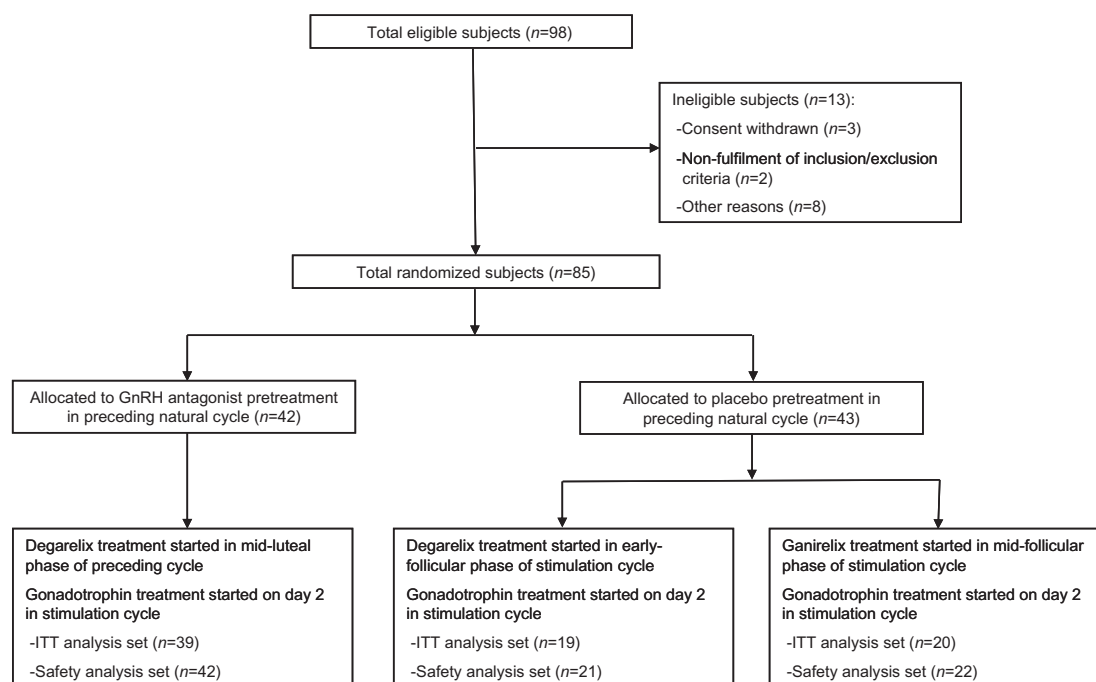 Total eligible subjects (n=98)
Ineligible subjects (n=13):
-Consent withdrawn (n=3)
-Non-fulfilment of inclusion/exclusion
criteria (n=2)
-Other reasons (n=8)
Total randomized subjects (n=85)
Allocated to GnRH antagonist pretreatment
in preceding natural cycle (n=42)
Allocated to placebo pretreatment in
preceding natural cycle (n=43)
Degarelix treatment started in mid-luteal
phase of preceding cycle
Gonadotrophin treatment started on day 2
in stimulation cycle
-ITT analysis set (n=39)
-Safety analysis set (n=42)
Degarelix treatment started in early-
follicular phase of stimulation cycle
Gonadotrophin treatment started on day 2
in stimulation cycle
-ITT analysis set (n=19)
-Safety analysis set (n=21)
Ganirelix treatment started in mid-follicular
phase of stimulation cycle
Gonadotrophin treatment started on day 2
in stimulation cycle
-ITT analysis set (n=20)
-Safety analysis set (n=22)